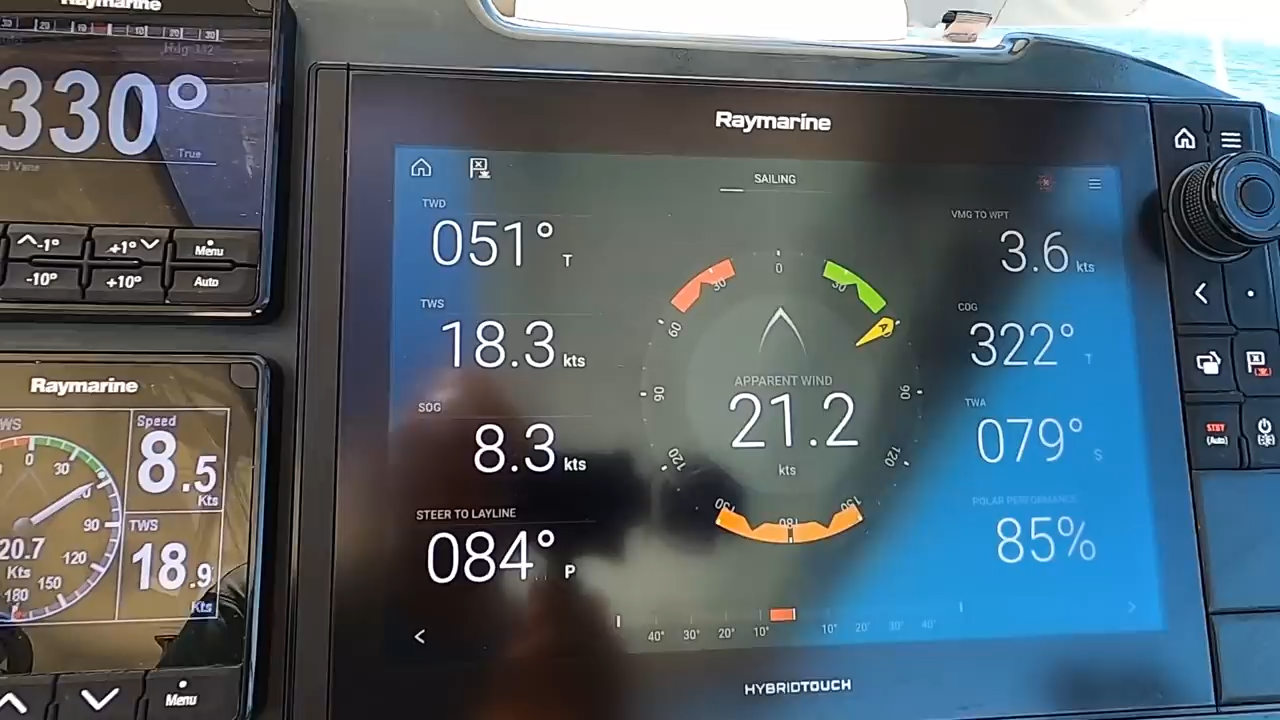 Raymarine
330°
True
-1°
+1°
Menu
-10°
+10°
Auto
Raymarine
WS
0
30
90
120
150
180
20.7
Kts
Speed
8.5
Kts
TWS
18.9
Kts
Menu
Raymarine
SAILING
TWD
051° T
TWS
18.3 kts
SOG
8.3 kts
STEER TO LAYLINE
084° P
0
30
30
60
90
90
120
120
150
150
180
A
APPARENT WIND
21.2
kts
VMG TO WPT
3.6 kts
COG
322° T
TWA
079° S
POLAR PERFORMANCE
85%
40° 30° 20° 10° 10° 20° 30° 40°
HYBRIDTOUCH
STBY
(Auto)